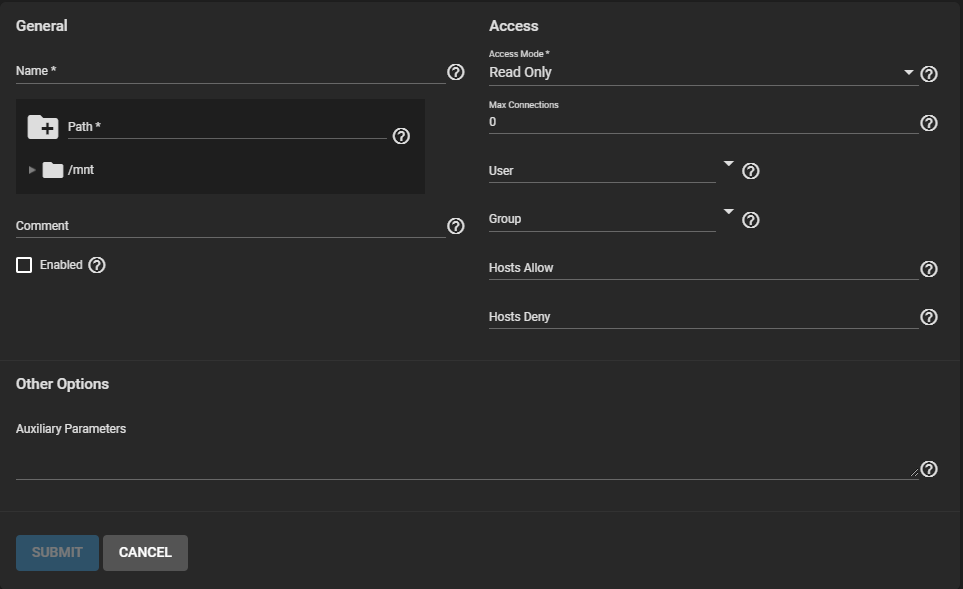 General
Name *
Path *
/mnt
Comment
Enabled
Access
Access Mode *
Read Only
Max Connections
0
User
Group
Hosts Allow
Hosts Deny
Other Options
Auxiliary Parameters
SUBMIT
CANCEL